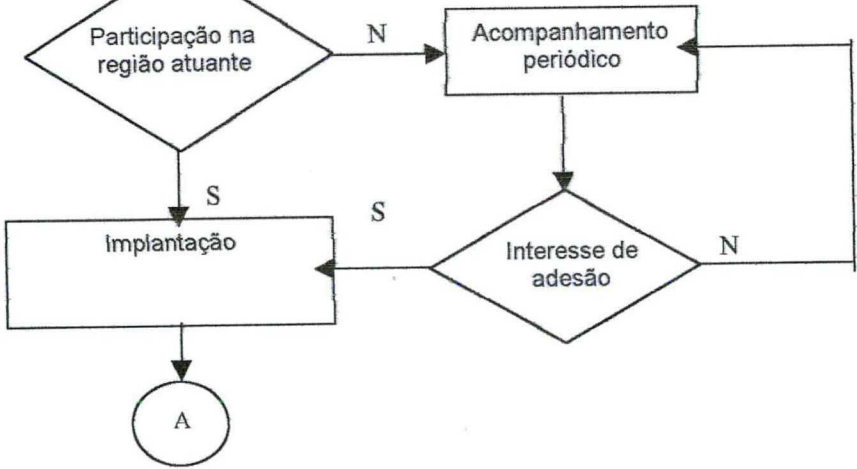 Participação na
região atuante
N
Acompanhamento
periódico
S
Implantação
S
Interesse de
adesão
N
A